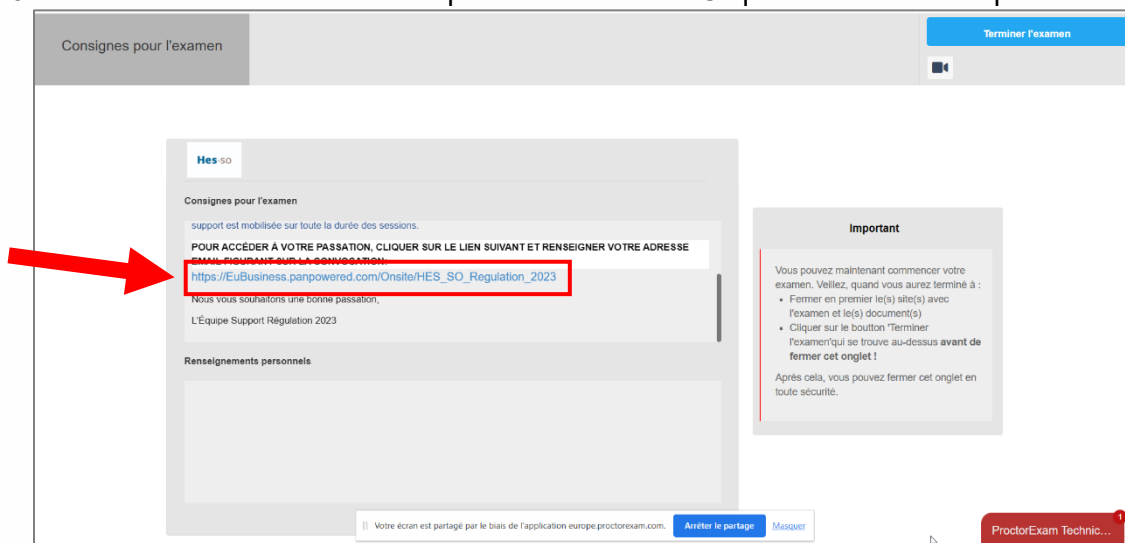 Consignes pour l'examen
Terminer l'examen
Hes-so
Consignes pour l'examen
support est mobilisée sur toute la durée des sessions.
POUR ACCÉDER À VOTRE PASSATION, CLIQUER SUR LE LIEN SUIVANT ET RENSEIGNER VOTRE ADRESSE
EMAIL FIGURANT SUR LA CONVOCATION:
https://EuBusiness.panpowered.com/Onsite/HES_SO_Regulation_2023
Nous vous souhaitons une bonne passation,
L'Équipe Support Régulation 2023
Renseignements personnels
Important
Vous pouvez maintenant commencer votre
examen. Veillez, quand vous aurez terminé à :
• Fermer en premier le(s) site(s) avec
l'examen et le(s) document(s)
• Cliquer sur le boutton 'Terminer
l'examen'qui se trouve au-dessus avant de
fermer cet onglet !
Après cela, vous pouvez fermer cet onglet en
toute sécurité.
Votre écran est partagé par le biais de l'application europe.proctorexam.com.
Arrêter le partage
Masquer
1
ProctorExam Technic...